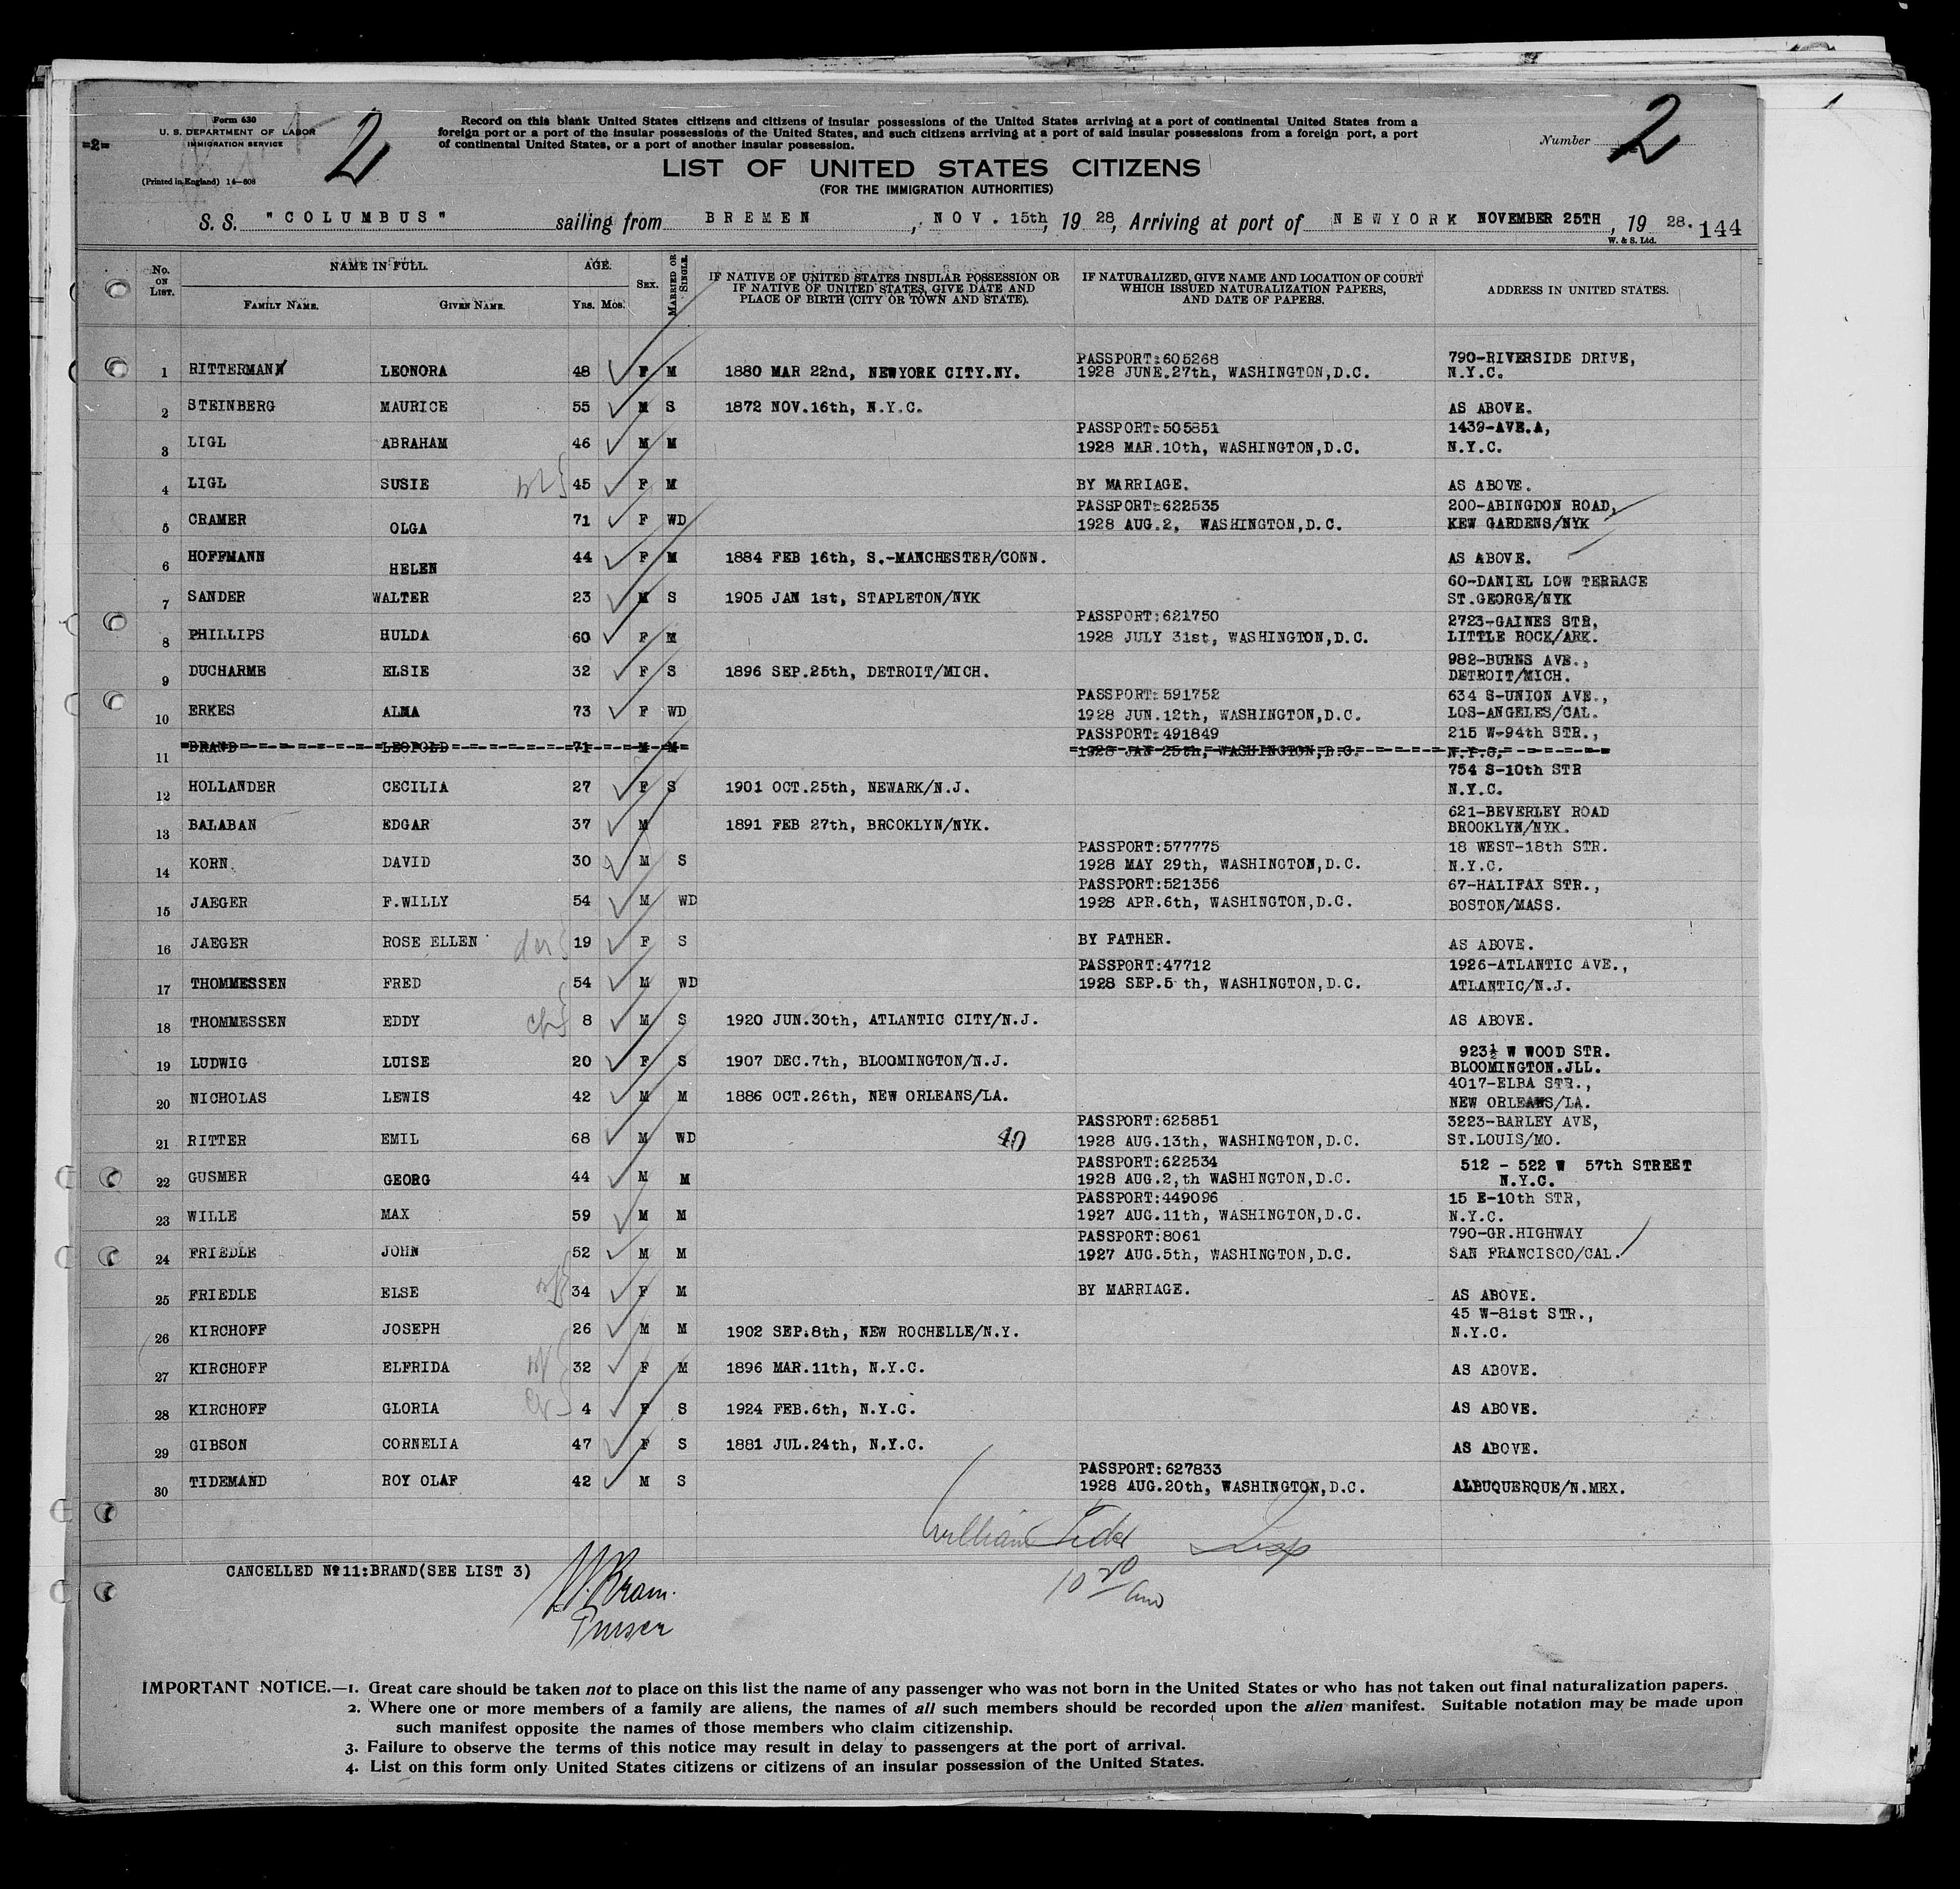 Form 630
U. S. DEPARTMENT OF LABOR
IMMIGRATION SERVICE
=2=
(Printed in England) 14—608
2
Record on this blank United States citizens and citizens of insular possessions of the United States arriving at a port of continental United States from a
foreign port or a port of the insular possessions of the United States, and such citizens arriving at a port of said insular possessions from a foreign port, a port
of continental United States, or a port of another insular possession.
Number 2
LIST OF UNITED STATES CITIZENS
(FOR THE IMMIGRATION AUTHORITIES)
S. S. "COLUMBUS" sailing from BREMEN, NOV. 15th, 19 28, Arriving at port of NEWYORK NOVEMBER 25TH, 19 28. 144
W. & S. Ltd.
No. ON LIST. NAME IN FULL. AGE. SEX. MARRIED OR SINGLE. IF NATIVE OF UNITED STATES INSULAR POSSESSION OR IF NATIVE OF UNITED STATES, GIVE DATE AND PLACE OF BIRTH (CITY OR TOWN AND STATE). IF NATURALIZED, GIVE NAME AND LOCATION OF COURT WHICH ISSUED NATURALIZATION PAPERS, AND DATE OF PAPERS. ADDRESS IN UNITED STATES.
FAMILY NAME. GIVEN NAME. YRS. MOS.
PASSPORT:605268 790-RIVERSIDE DRIVE,
1 RITTERMANN LEONORA 48 F M 1880 MAR 22nd, NEWYORK CITY.NY. 1928 JUNE.27th, WASHINGTON,D.C. N.Y.C.
2 STEINBERG MAURICE 55 M S 1872 NOV.16th, N.Y.C. AS ABOVE.
PASSPORT:505851 1439-AVE.A,
3 LIGL ABRAHAM 46 M M 1928 MAR.10th, WASHINGTON,D.C. N.Y.C.
4 LIGL SUSIE 45 F M BY MARRIAGE. AS ABOVE.
PASSPORT:622535 200-ABINGDON ROAD,
5 CRAMER OLGA 71 F WD 1928 AUG.2, WASHINGTON,D.C. KEW GARDENS/NYK
6 HOFFMANN HELEN 44 F M 1884 FEB 16th, S.-MANCHESTER/CONN. AS ABOVE.
60-DANIEL LOW TERRACE
7 SANDER WALTER 23 M S 1905 JAN 1st, STAPLETON/NYK ST.GEORGE/NYK
PASSPORT:621750 2723-GAINES STR,
8 PHILLIPS HULDA 60 F M 1928 JULY 31st, WASHINGTON,D.C. LITTLE ROCK/ARK.
982-BURNS AVE.,
9 DUCHARME ELSIE 32 F S 1896 SEP.25th, DETROIT/MICH. DETROIT/MICH.
PASSPORT:591752 634 S-UNION AVE.,
10 ERKES ALMA 73 F WD 1928 JUN.12th, WASHINGTON,D.C. LOS-ANGELES/CAL.
PASSPORT:491849 215 W-94th STR.,
11 BRAND LEOPOLD 71 M M 1928 JAN 25th, WASHINGTON,D.C. N.Y.C.
754 S-10th STR
12 HOLLANDER CECILIA 27 F S 1901 OCT.25th, NEWARK/N.J. N.Y.C.
621-BEVERLEY ROAD
13 BALABAN EDGAR 37 M 1891 FEB 27th, BROOKLYN/NYK. BROOKLYN/NYK.
PASSPORT:577775 18 WEST-18th STR.
14 KORN DAVID 30 M S 1928 MAY 29th, WASHINGTON,D.C. N.Y.C.
PASSPORT:521356 67-HALIFAX STR.,
15 JAEGER F.WILLY 54 M WD 1928 APR.6th, WASHINGTON,D.C. BOSTON/MASS.
16 JAEGER ROSE ELLEN 19 F S BY FATHER. AS ABOVE.
PASSPORT:47712 1926-ATLANTIC AVE.,
17 THOMMESSEN FRED 54 M WD 1928 SEP.5 th, WASHINGTON,D.C. ATLANTIC/N.J.
18 THOMMESSEN EDDY 8 M S 1920 JUN.30th, ATLANTIC CITY/N.J. AS ABOVE.
923½ W WOOD STR.
19 LUDWIG LUISE 20 F S 1907 DEC.7th, BLOOMINGTON/N.J. BLOOMINGTON.JLL.
4017-ELBA STR.,
20 NICHOLAS LEWIS 42 M M 1886 OCT.26th, NEW ORLEANS/LA. NEW ORLEANS/LA.
PASSPORT:625851 3223-BARLEY AVE,
21 RITTER EMIL 68 M WD 40 1928 AUG.13th, WASHINGTON,D.C. ST.LOUIS/MO.
PASSPORT:622534 512 - 522 W 57th STREET
22 GUSMER GEORG 44 M M 1928 AUG.2,th WASHINGTON,D.C. N.Y.C.
PASSPORT:449096 15 E-10th STR,
23 WILLE MAX 59 M M 1927 AUG.11th, WASHINGTON,D.C. N.Y.C.
PASSPORT:8061 790-GR.HIGHWAY
24 FRIEDLE JOHN 52 M M 1927 AUG.5th, WASHINGTON,D.C. SAN FRANCISCO/CAL.
25 FRIEDLE ELSE 34 F M BY MARRIAGE. AS ABOVE.
45 W-81st STR.,
26 KIRCHOFF JOSEPH 26 M M 1902 SEP.8th, NEW ROCHELLE/N.Y. N.Y.C.
27 KIRCHOFF ELFRIDA 32 F M 1896 MAR.11th, N.Y.C. AS ABOVE.
28 KIRCHOFF GLORIA 4 F S 1924 FEB.6th, N.Y.C. AS ABOVE.
29 GIBSON CORNELIA 47 F S 1881 JUL.24th, N.Y.C. AS ABOVE.
PASSPORT:627833
30 TIDEMAND ROY OLAF 42 M S 1928 AUG.20th, WASHINGTON,D.C. ALBUQUERQUE/N.MEX.
William Insp
CANCELLED №11:BRAND(SEE LIST 3)
Purser
IMPORTANT NOTICE.—1. Great care should be taken not to place on this list the name of any passenger who was not born in the United States or who has not taken out final naturalization papers.
2. Where one or more members of a family are aliens, the names of all such members should be recorded upon the alien manifest. Suitable notation may be made upon
such manifest opposite the names of those members who claim citizenship.
3. Failure to observe the terms of this notice may result in delay to passengers at the port of arrival.
4. List on this form only United States citizens or citizens of an insular possession of the United States.